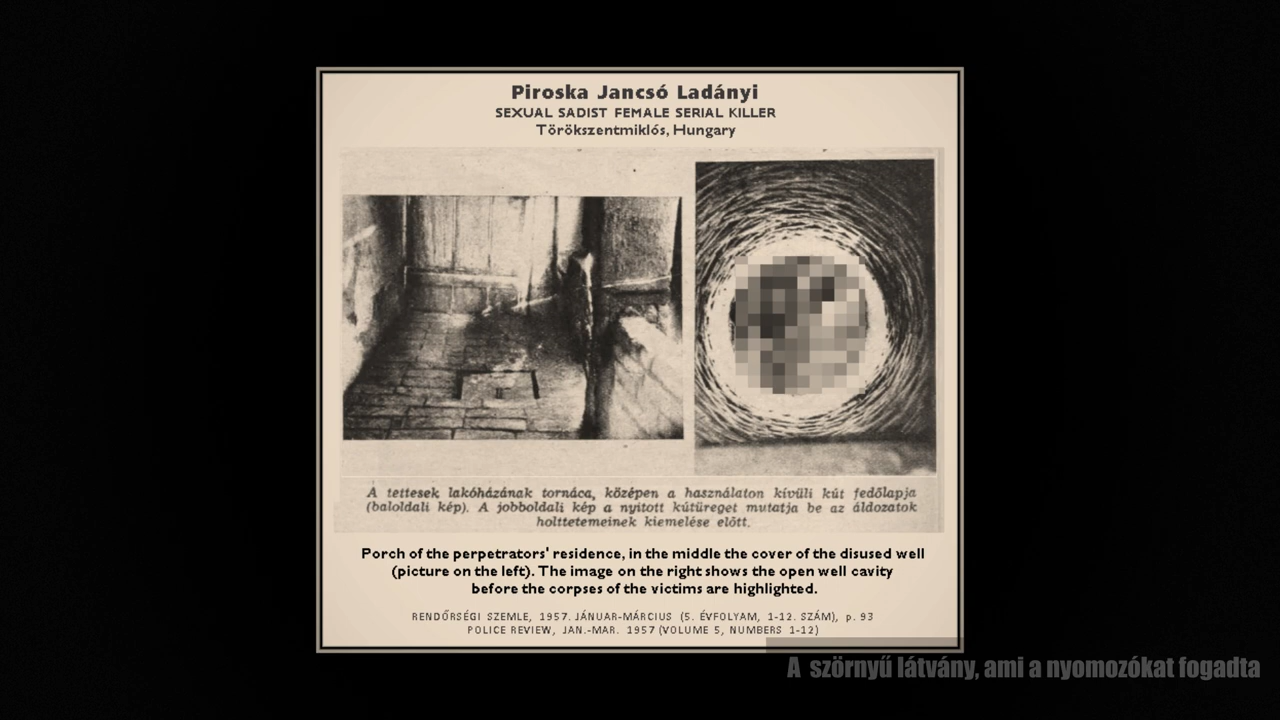 Piroska Jancsó Ladányi
SEXUAL SADIST FEMALE SERIAL KILLER
Törökszentmiklós, Hungary
A tettesek lakóházának tornáca, középen a használaton kívüli kút fedőlapja
(baloldali kép). A jobboldali kép a nyitott kútüreget mutatja be az áldozatok
holttetemeinek kiemelése előtt.
Porch of the perpetrators' residence, in the middle the cover of the disused well
(picture on the left). The image on the right shows the open well cavity
before the corpses of the victims are highlighted.
RENDŐRSÉGI SZEMLE, 1957. JÁNUÁR-MÁRCIUS (5. ÉVFOLYAM, 1-12. SZÁM), p. 93
POLICE REVIEW, JAN.-MAR. 1957 (VOLUME 5, NUMBERS 1-12)
A szörnyű látvány, ami a nyomozókat fogadta